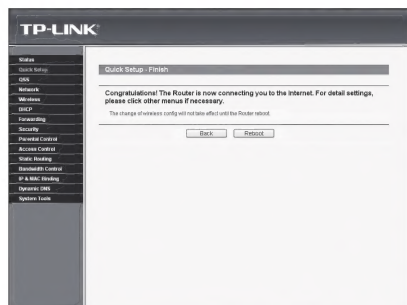 TP-LINK®
Status
Quick Setup
QSS
Network
Wireless
DHCP
Forwarding
Security
Parental Control
Access Control
Static Routing
Bandwidth Control
IP & MAC Binding
Dynamic DNS
System Tools
Quick Setup - Finish
Congratulations! The Router is now connecting you to the Internet. For detail settings,
please click other menus if necessary.
The change of wireless config will not take effect until the Router reboot.
Back Reboot